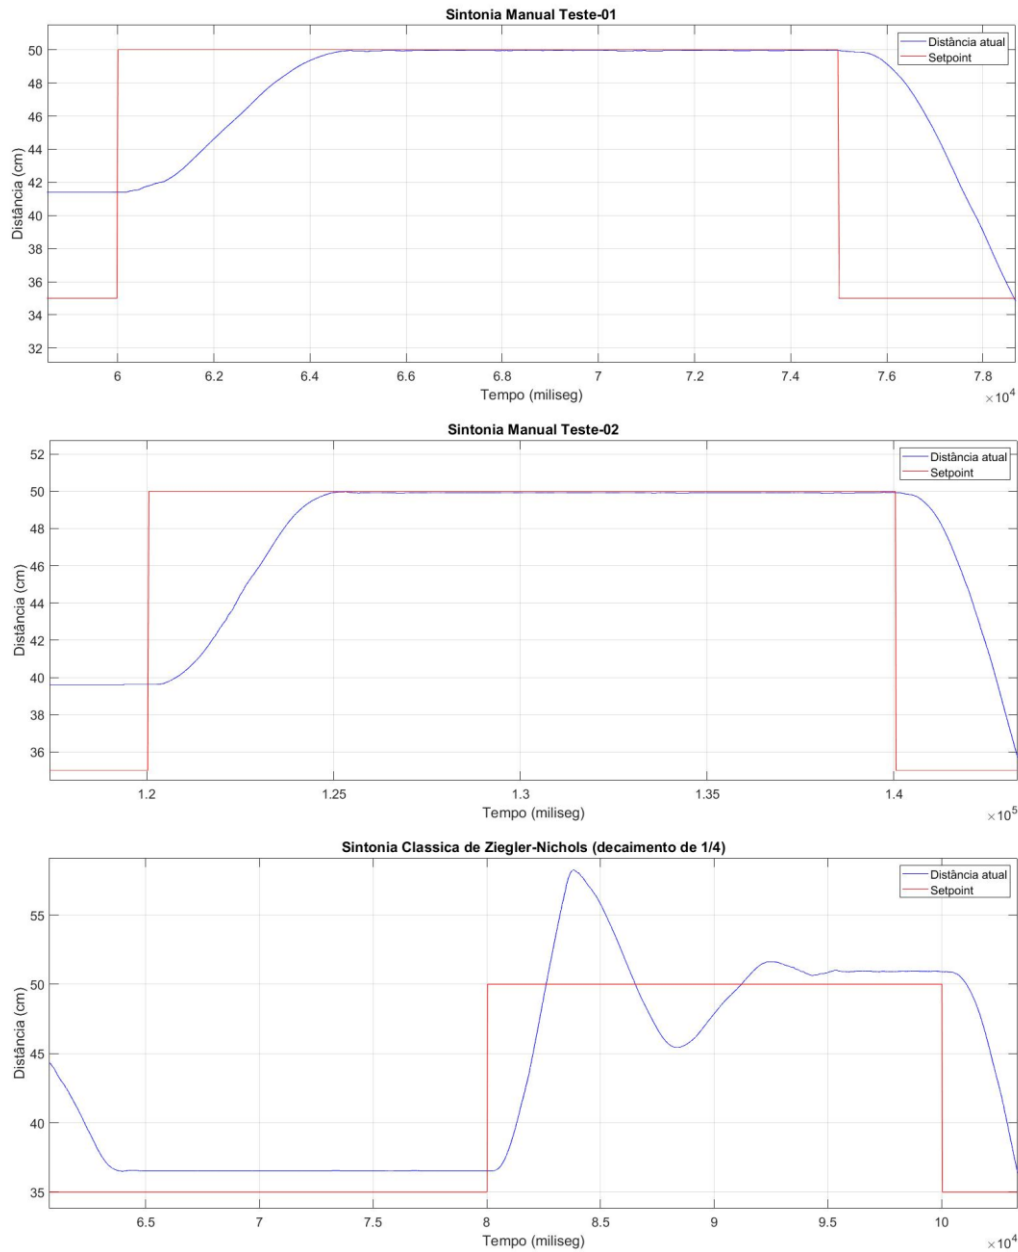 Sintonia Manual Teste-01
Distância atual
Setpoint
Distância (cm)
50
48
46
44
42
40
38
36
34
32
6 6.2 6.4 6.6 6.8 7 7.2 7.4 7.6 7.8
Tempo (miliseg)
×10⁴
Sintonia Manual Teste-02
Distância atual
Setpoint
Distância (cm)
52
50
48
46
44
42
40
38
36
1.2 1.25 1.3 1.35 1.4
Tempo (miliseg)
×10⁵
Sintonia Classica de Ziegler-Nichols (decaimento de 1/4)
Distância atual
Setpoint
Distância (cm)
55
50
45
40
35
6.5 7 7.5 8 8.5 9 9.5 10
Tempo (miliseg)
×10⁴